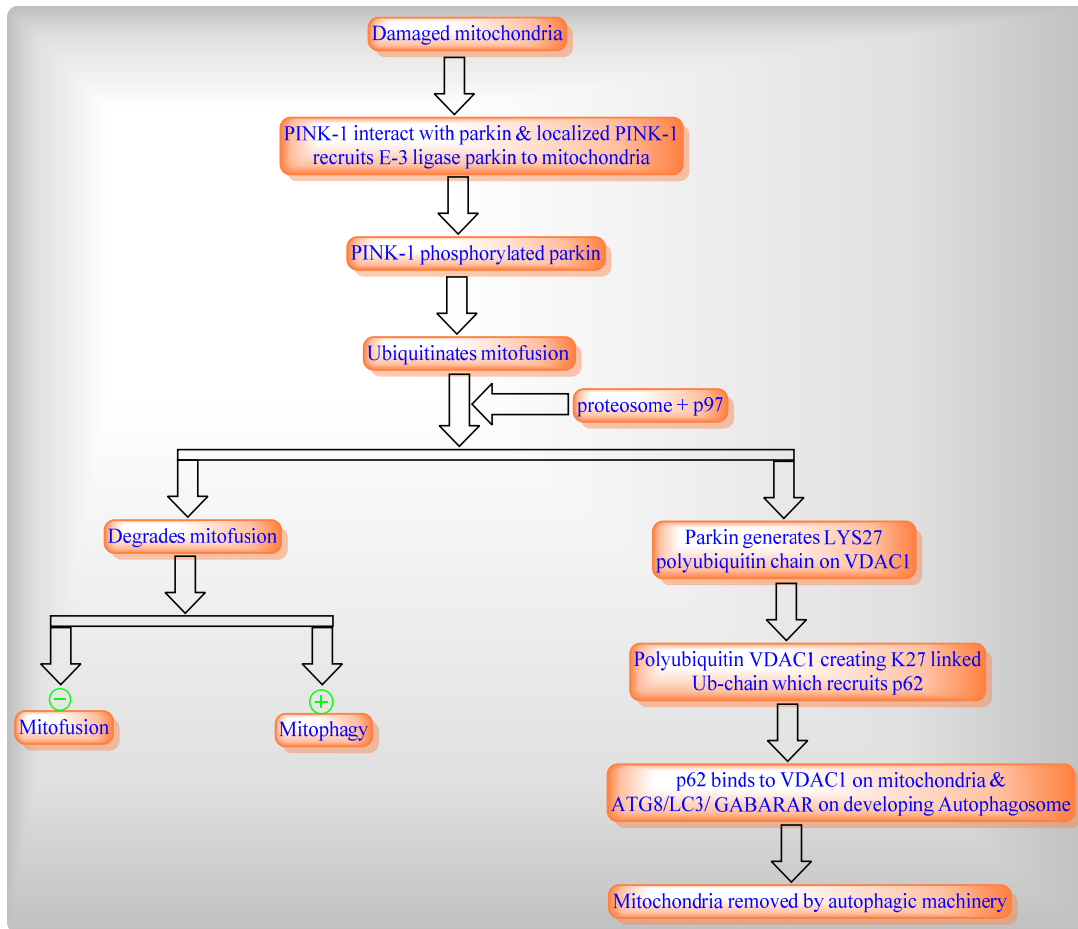 Damaged mitochondria
PINK-1 interact with parkin & localized PINK-1
recruits E-3 ligase parkin to mitochondria
PINK-1 phosphorylated parkin
Ubiquitinates mitofusion
proteosome + p97
Degrades mitofusion
Mitofusion
Mitophagy
Parkin generates LYS27
polyubiquitin chain on VDAC1
Polyubiquitin VDAC1 creating K27 linked
Ub-chain which recruits p62
p62 binds to VDAC1 on mitochondria &
ATG8/LC3/ GABARAR on developing Autophagosome
Mitochondria removed by autophagic machinery